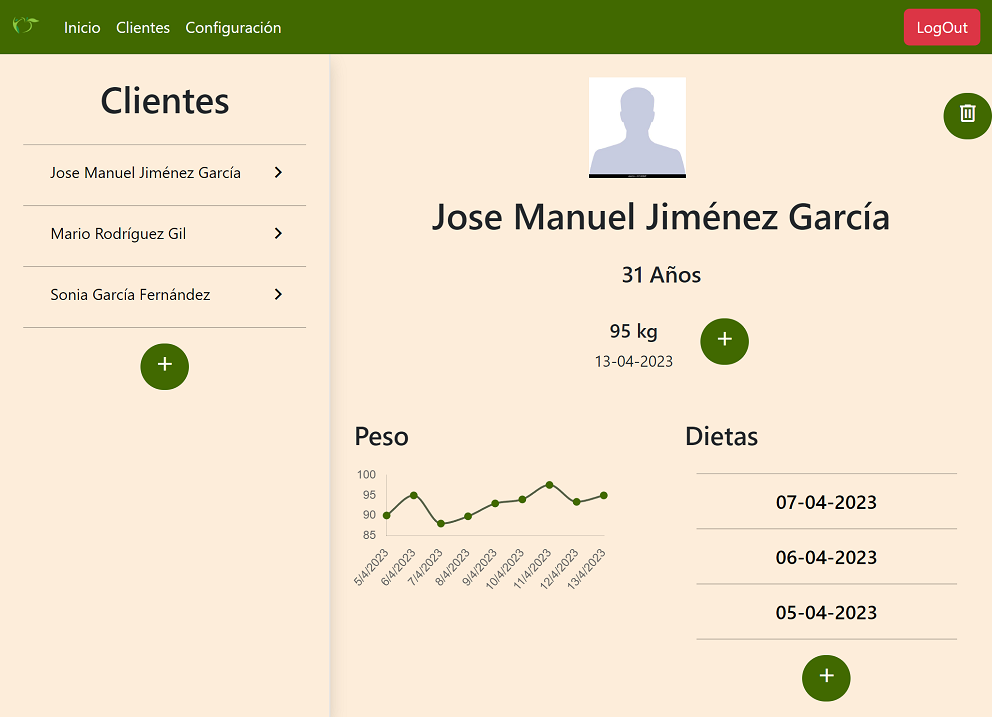 Inicio Clientes Configuración LogOut
Clientes
Jose Manuel Jiménez García
Mario Rodríguez Gil
Sonia García Fernández
Jose Manuel Jiménez García
31 Años
95 kg
13-04-2023
Peso
100
95
90
85
5/4/2023 6/4/2023 7/4/2023 8/4/2023 9/4/2023 10/4/2023 11/4/2023 12/4/2023 13/4/2023
Dietas
07-04-2023
06-04-2023
05-04-2023